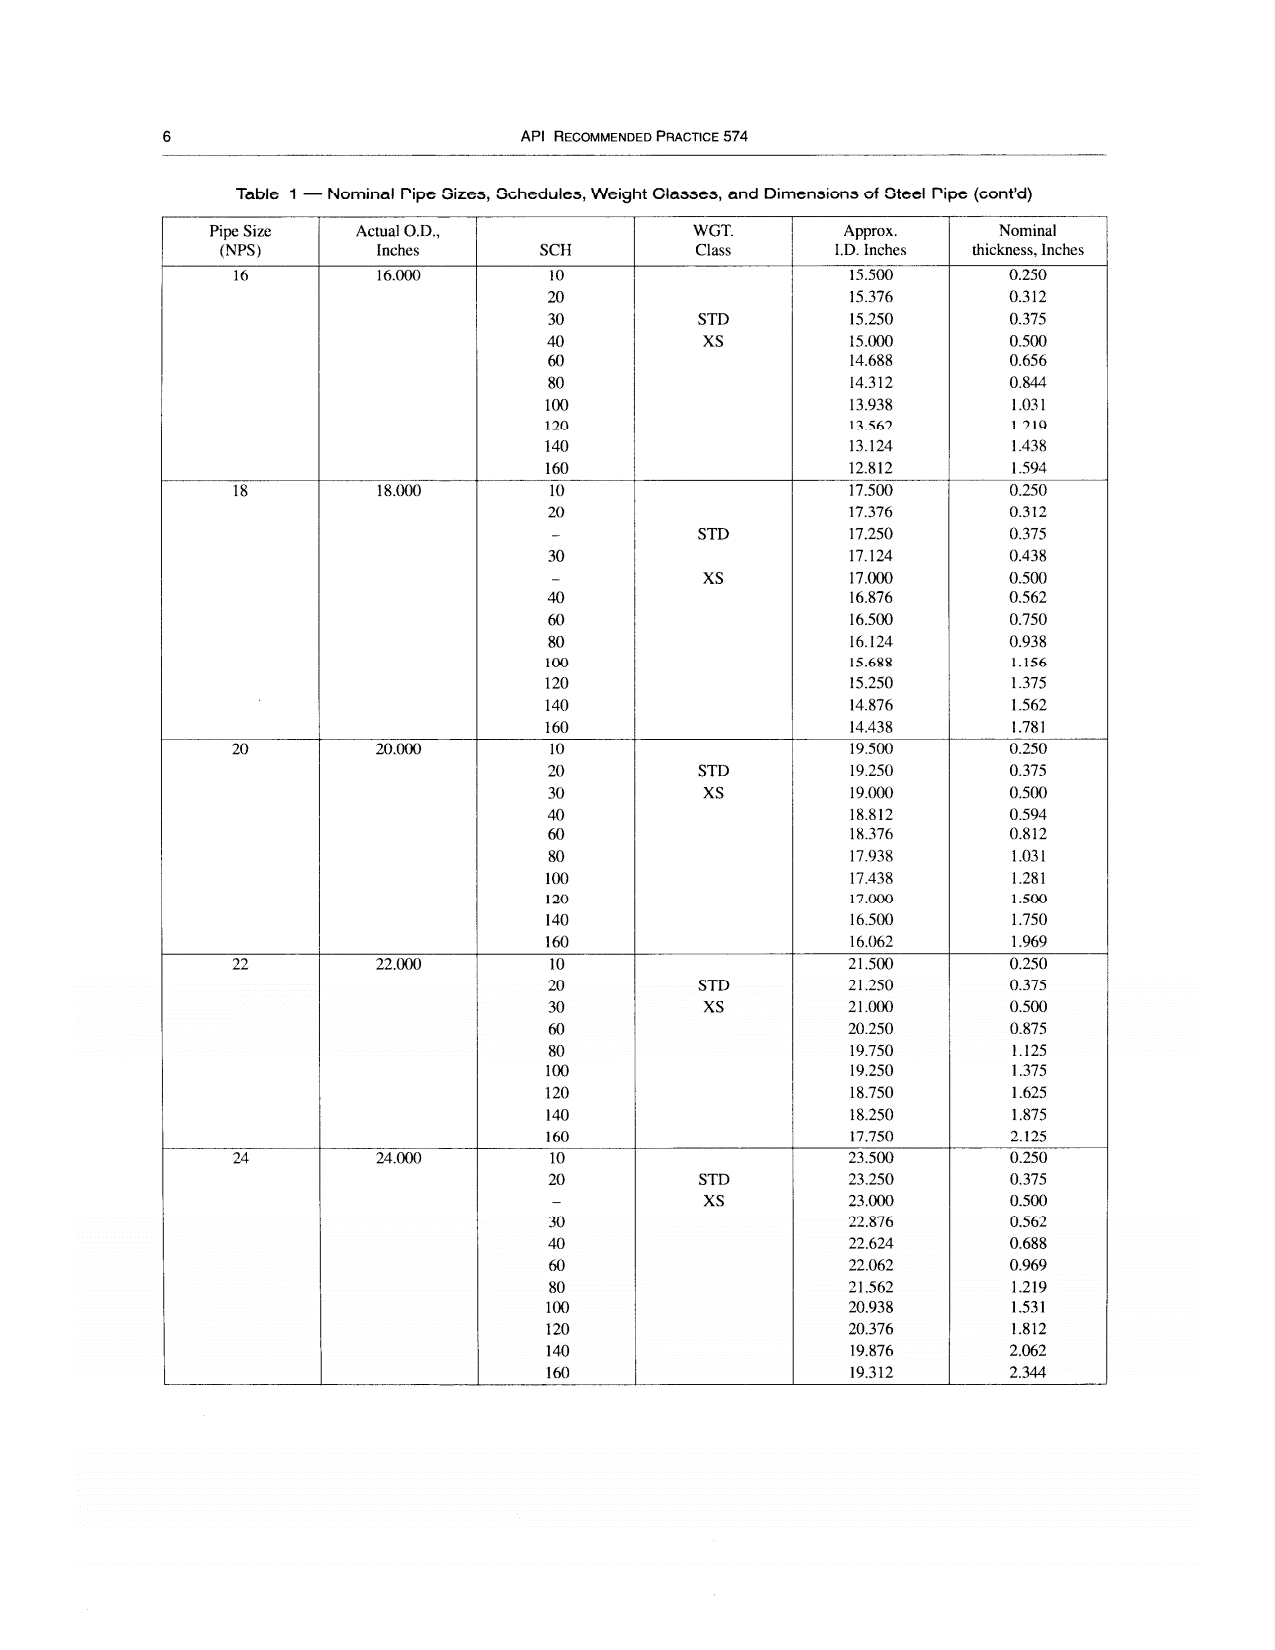 6 API RECOMMENDED PRACTICE 574
Table 1 — Nominal Pipe Sizes, Schedules, Weight Classes, and Dimensions of Steel Pipe (cont'd)
Pipe Size Actual O.D., WGT. Approx. Nominal
(NPS) Inches SCH Class I.D. Inches thickness, Inches
16 16.000 10 15.500 0.250
20 15.376 0.312
30 STD 15.250 0.375
40 XS 15.000 0.500
60 14.688 0.656
80 14.312 0.844
100 13.938 1.031
120 13.562 1.219
140 13.124 1.438
160 12.812 1.594
18 18.000 10 17.500 0.250
20 17.376 0.312
– STD 17.250 0.375
30 17.124 0.438
– XS 17.000 0.500
40 16.876 0.562
60 16.500 0.750
80 16.124 0.938
100 15.688 1.156
120 15.250 1.375
140 14.876 1.562
160 14.438 1.781
20 20.000 10 19.500 0.250
20 STD 19.250 0.375
30 XS 19.000 0.500
40 18.812 0.594
60 18.376 0.812
80 17.938 1.031
100 17.438 1.281
120 17.000 1.500
140 16.500 1.750
160 16.062 1.969
22 22.000 10 21.500 0.250
20 STD 21.250 0.375
30 XS 21.000 0.500
60 20.250 0.875
80 19.750 1.125
100 19.250 1.375
120 18.750 1.625
140 18.250 1.875
160 17.750 2.125
24 24.000 10 23.500 0.250
20 STD 23.250 0.375
– XS 23.000 0.500
30 22.876 0.562
40 22.624 0.688
60 22.062 0.969
80 21.562 1.219
100 20.938 1.531
120 20.376 1.812
140 19.876 2.062
160 19.312 2.344